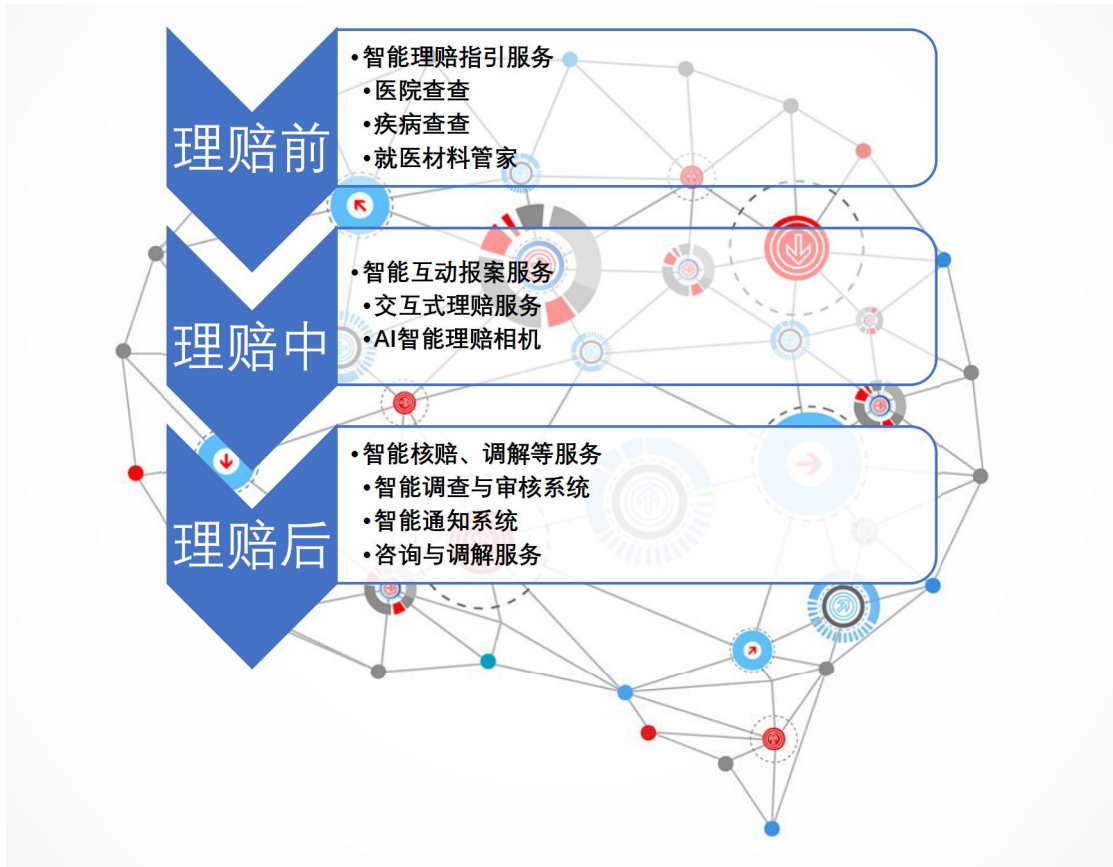 理赔前
•智能理赔指引服务
•医院查查
•疾病查查
•就医材料管家
理赔中
•智能互动报案服务
•交互式理赔服务
•AI智能理赔相机
理赔后
•智能核赔、调解等服务
•智能调查与审核系统
•智能通知系统
•咨询与调解服务